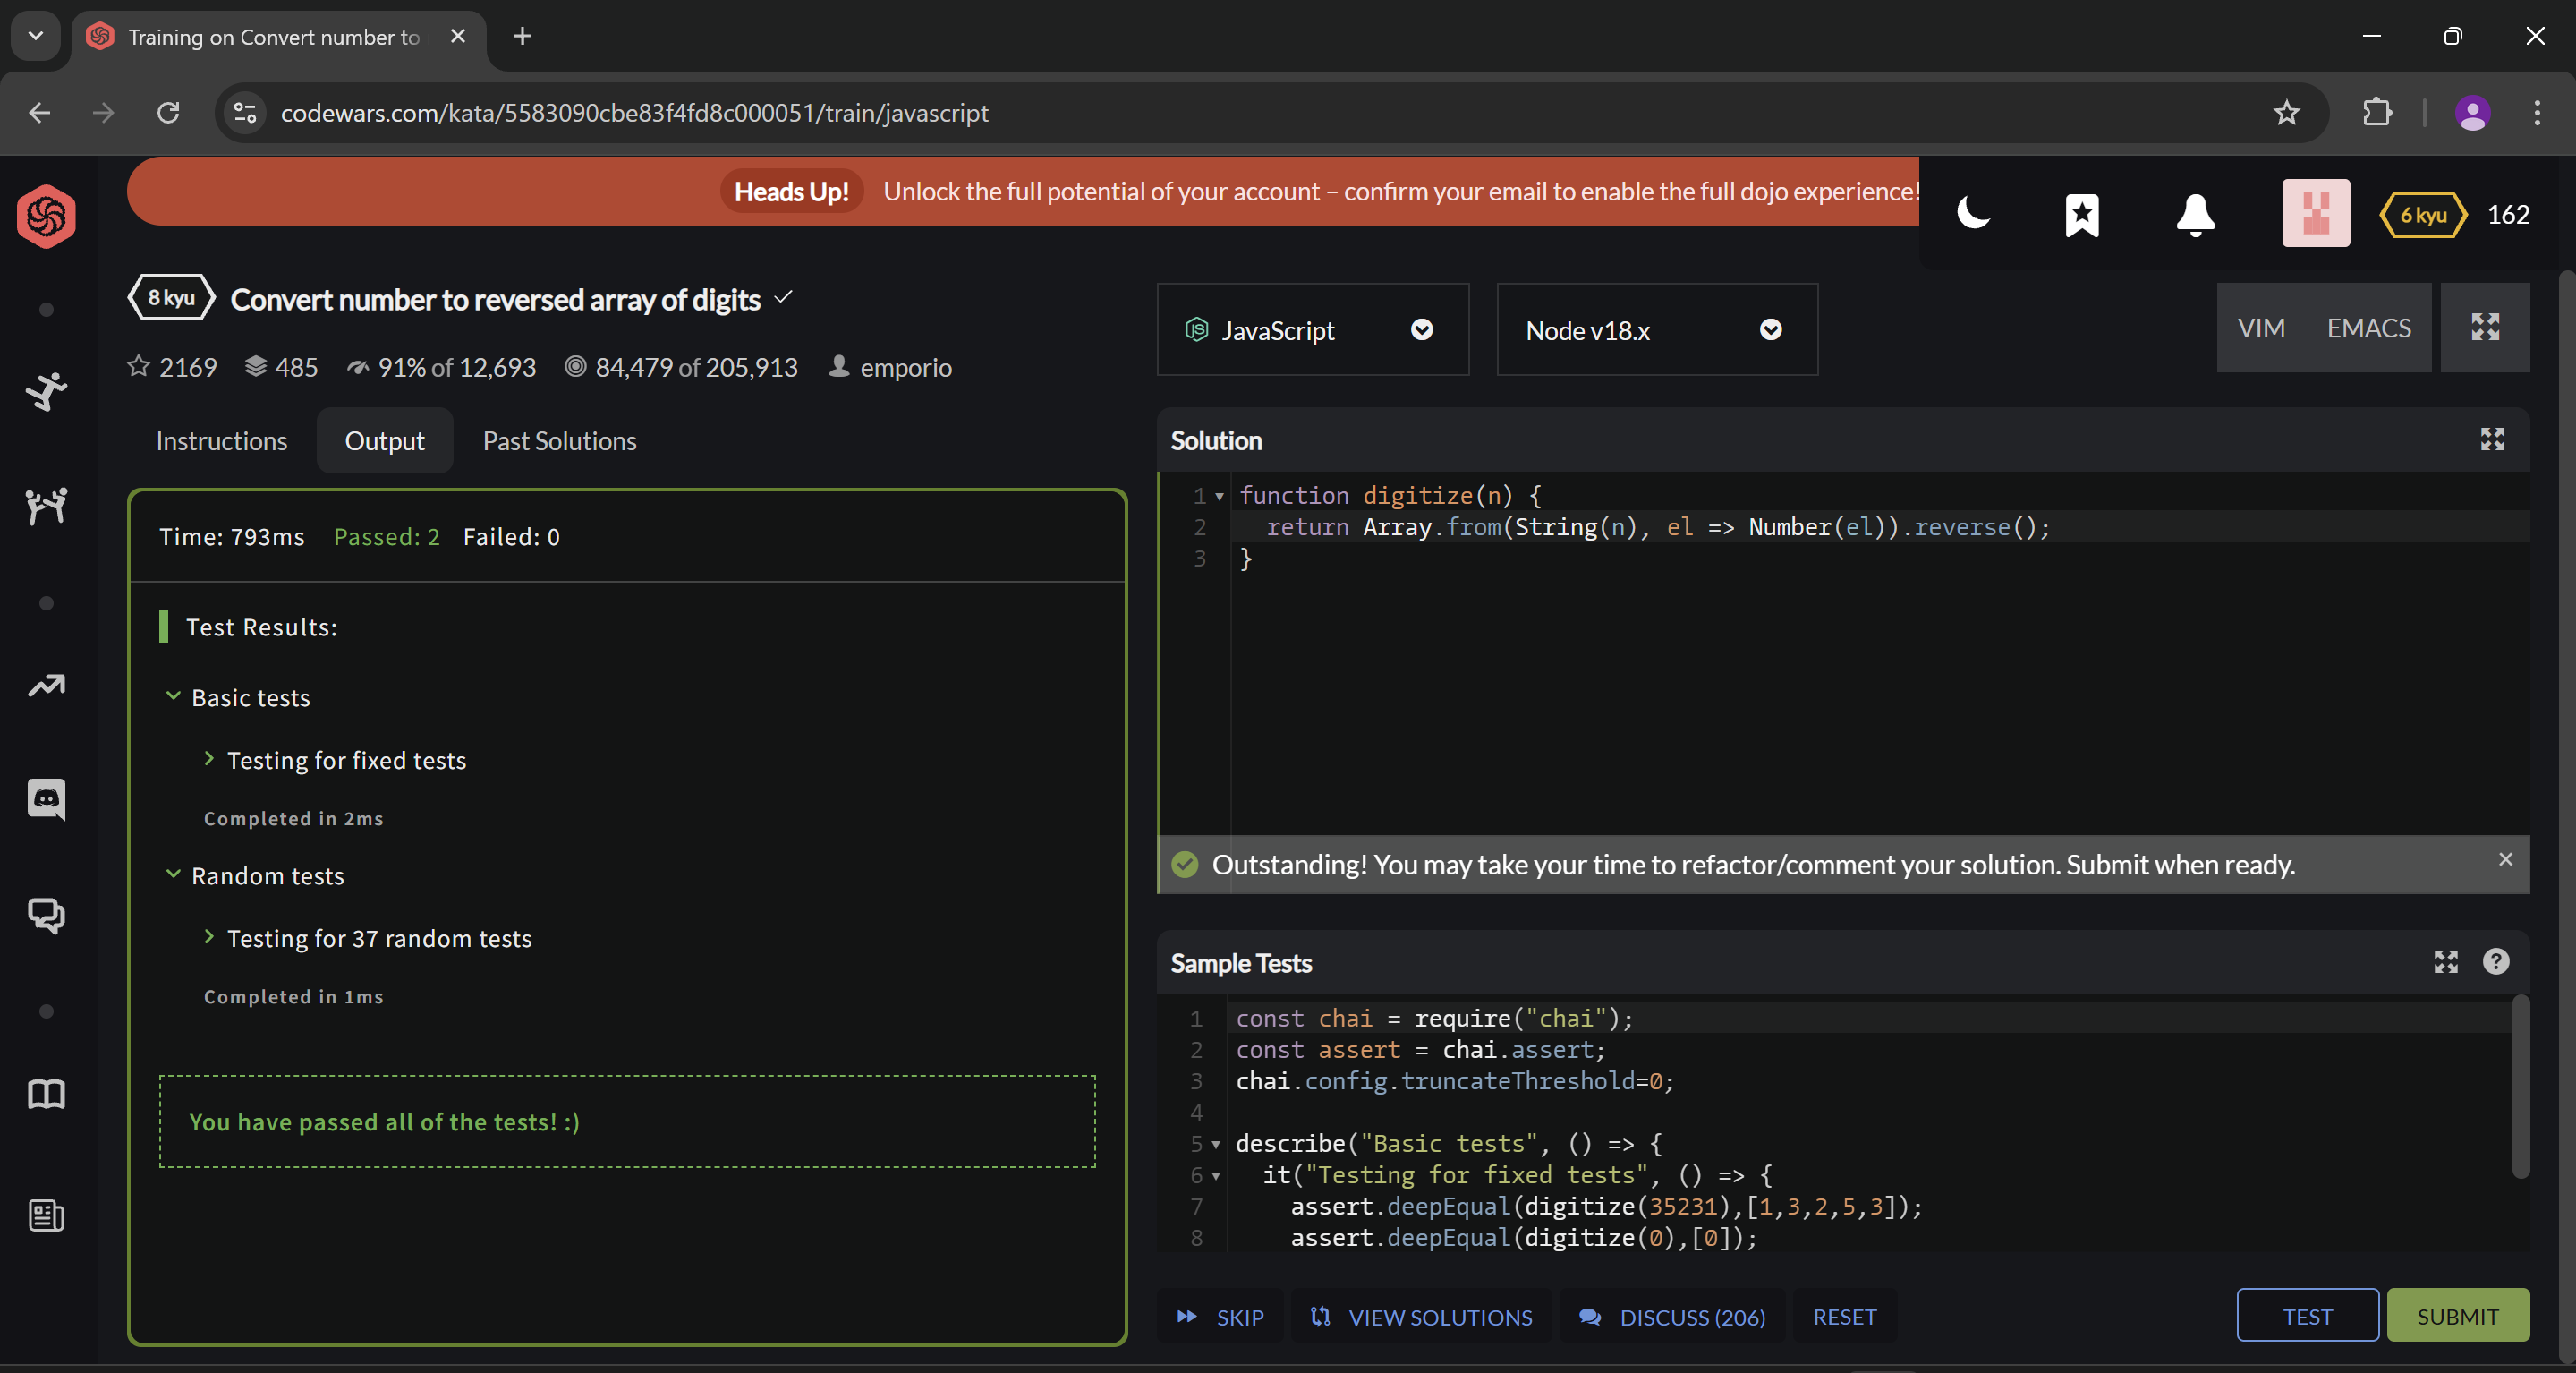 Training on Convert number to
codewars.com/kata/5583090cbe83f4fd8c000051/train/javascript
Heads Up! Unlock the full potential of your account – confirm your email to enable the full dojo experience!
6 kyu 162
8 kyu Convert number to reversed array of digits
2169 485 91% of 12,693 84,479 of 205,913 emporio
Instructions Output Past Solutions
Time: 793ms Passed: 2 Failed: 0
Test Results:
Basic tests
Testing for fixed tests
Completed in 2ms
Random tests
Testing for 37 random tests
Completed in 1ms
You have passed all of the tests! :)
JavaScript Node v18.x VIM EMACS
Solution
1 function digitize(n) {
2 return Array.from(String(n), el => Number(el)).reverse();
3 }
Outstanding! You may take your time to refactor/comment your solution. Submit when ready.
Sample Tests
1 const chai = require("chai");
2 const assert = chai.assert;
3 chai.config.truncateThreshold=0;
4
5 describe("Basic tests", () => {
6 it("Testing for fixed tests", () => {
7 assert.deepEqual(digitize(35231),[1,3,2,5,3]);
8 assert.deepEqual(digitize(0),[0]);
SKIP VIEW SOLUTIONS DISCUSS (206) RESET TEST SUBMIT